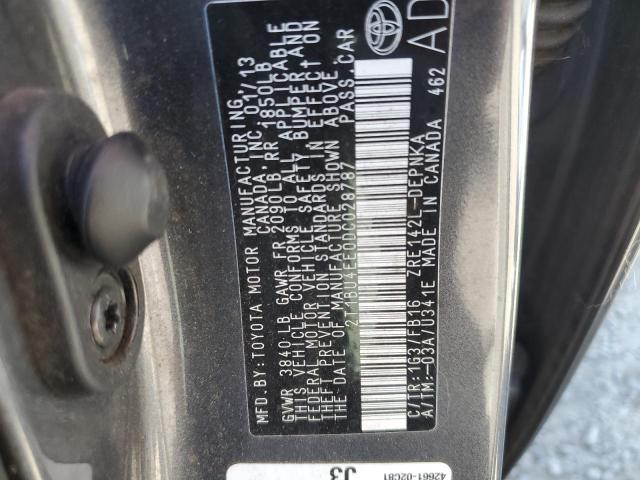 MFD.BY: TOYOTA MOTOR MANUFACTURING
CANADA, INC. 01/13
GVWR 3840 LB GAWR FR 2090LB RR 1850LB
THIS VEHICLE CONFORMS TO ALL APPLICABLE
FEDERAL MOTOR VEHICLE SAFETY, BUMPER, AND
THEFT PREVENTION STANDARDS IN EFFECT ON
THE DATE OF MANUFACTURE SHOWN ABOVE.
2T1BU4EE0DC028787 PASS.CAR
C/TR:1G3/FB16 ZRE142L-DEPNKA
A/TM:-03A/U341E MADE IN CANADA 462
AD
42661-02C81
J3